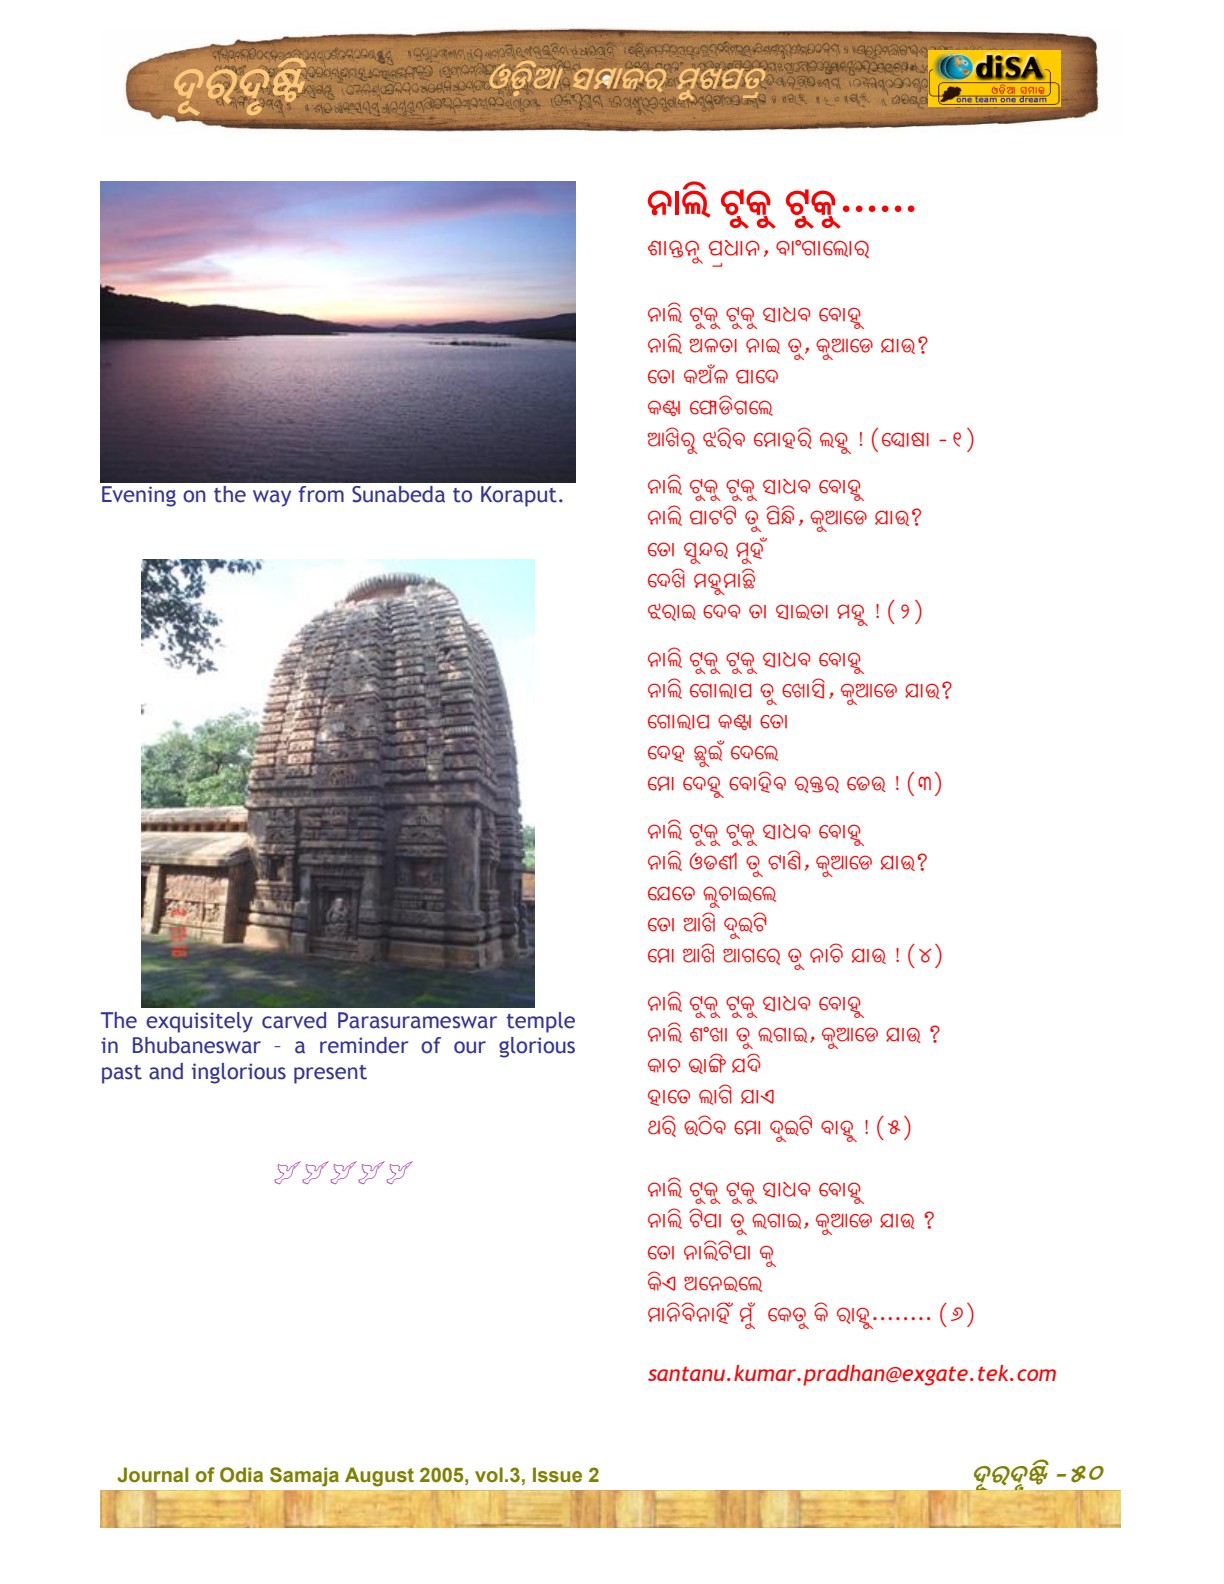 ଦୂରଦୃଷ୍ଟି
ଓଡ଼ିଆ ସମାଜର ମୁଖପତ୍ର
OdiSA
ଓଡିଆ ସମାଜ
one team one dream
Evening on the way from Sunabeda to Koraput.
The exquisitely carved Parasurameswar temple
in Bhubaneswar – a reminder of our glorious
past and inglorious present
ନାଲି ଟୁକୁ ଟୁକୁ......
ଶାନ୍ତନୁ ପ୍ରଧାନ, ବାଂଗାଲୋର
ନାଲି ଟୁକୁ ଟୁକୁ ସାଧବ ବୋହୁ
ନାଲି ଅଳତା ନାଇ ତୁ, କୁଆଡେ ଯାଉ?
ତୋ କଅଁଳ ପାଦେ
କଣ୍ଟା ଫୋଡିଗଲେ
ଆଖିରୁ ଝରିବ ମୋହରି ଲହୁ ! (ଘୋଷା - ୧)
ନାଲି ଟୁକୁ ଟୁକୁ ସାଧବ ବୋହୁ
ନାଲି ପାଟଟି ତୁ ପିନ୍ଧି, କୁଆଡେ ଯାଉ?
ତୋ ସୁନ୍ଦର ମୁହଁ
ଦେଖି ମହୁମାଛି
ଝରାଇ ଦେବ ତା ସାଇତା ମହୁ ! (୨)
ନାଲି ଟୁକୁ ଟୁକୁ ସାଧବ ବୋହୁ
ନାଲି ଗୋଲାପ ତୁ ଖୋସି, କୁଆଡେ ଯାଉ?
ଗୋଲାପ କଣ୍ଟା ତୋ
ଦେହ ଛୁଇଁ ଦେଲେ
ମୋ ଦେହୁ ବୋହିବ ରକ୍ତର ଢେଉ ! (୩)
ନାଲି ଟୁକୁ ଟୁକୁ ସାଧବ ବୋହୁ
ନାଲି ଓଢଣୀ ତୁ ଟାଣି, କୁଆଡେ ଯାଉ?
ଯେତେ ଲୁଚାଇଲେ
ତୋ ଆଖି ଦୁଇଟି
ମୋ ଆଖି ଆଗରେ ତୁ ନାଚି ଯାଉ ! (୪)
ନାଲି ଟୁକୁ ଟୁକୁ ସାଧବ ବୋହୁ
ନାଲି ଶଂଖା ତୁ ଲଗାଇ, କୁଆଡେ ଯାଉ ?
କାଚ ଭାଙ୍ଗି ଯଦି
ହାତେ ଲାଗି ଯାଏ
ଥରି ଉଠିବ ମୋ ଦୁଇଟି ବାହୁ ! (୫)
ନାଲି ଟୁକୁ ଟୁକୁ ସାଧବ ବୋହୁ
ନାଲି ଟିପା ତୁ ଲଗାଇ, କୁଆଡେ ଯାଉ ?
ତୋ ନାଲିଟିପା କୁ
କିଏ ଅନେଇଲେ
ମାନିବିନାହିଁ ମୁଁ କେତୁ କି ରାହୁ........ (୬)
santanu.kumar.pradhan@exgate.tek.com
Journal of Odia Samaja August 2005, vol.3, Issue 2
ଦୂରଦୃଷ୍ଟି - ୫୦